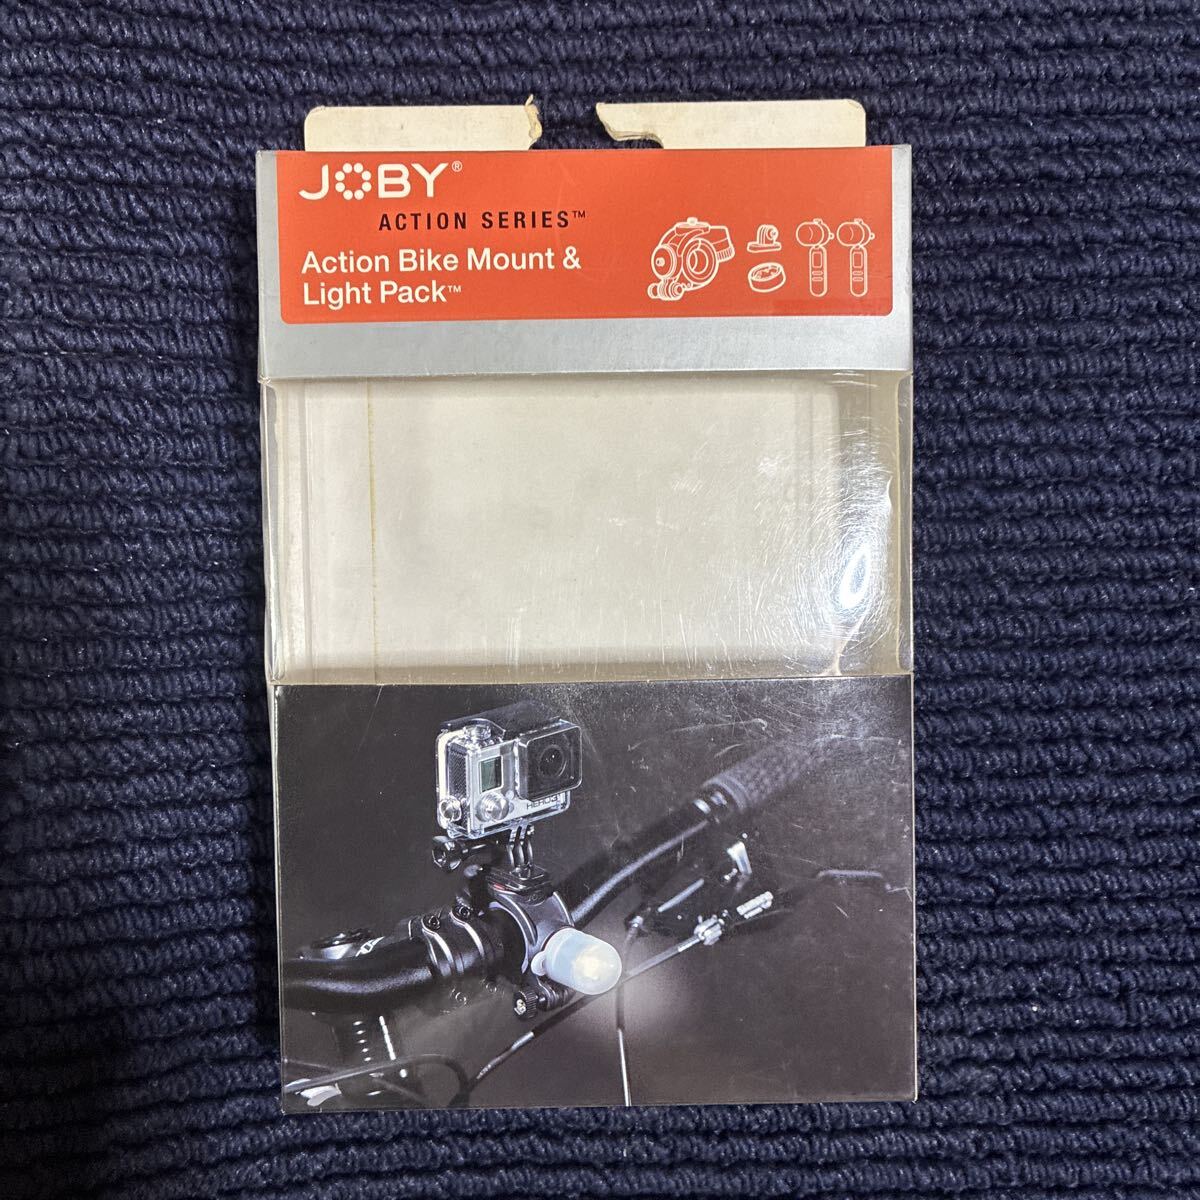 JOBY®
ACTION SERIES™
Action Bike Mount &
Light Pack™
HERO3